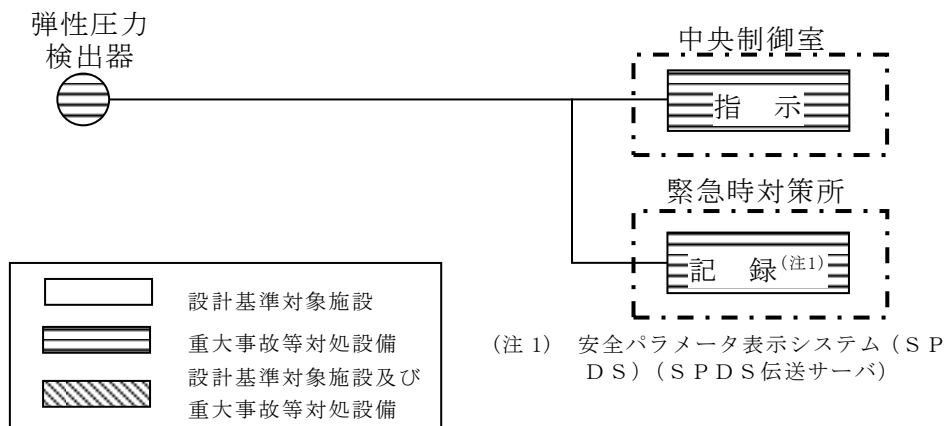 弾性圧力
検出器
中央制御室
指　示
緊急時対策所
記　録(注1)
設計基準対象施設
重大事故等対処設備
設計基準対象施設及び
重大事故等対処設備
(注 1)　安全パラメータ表示システム（ＳＰ
ＤＳ）（ＳＰＤＳ伝送サーバ）